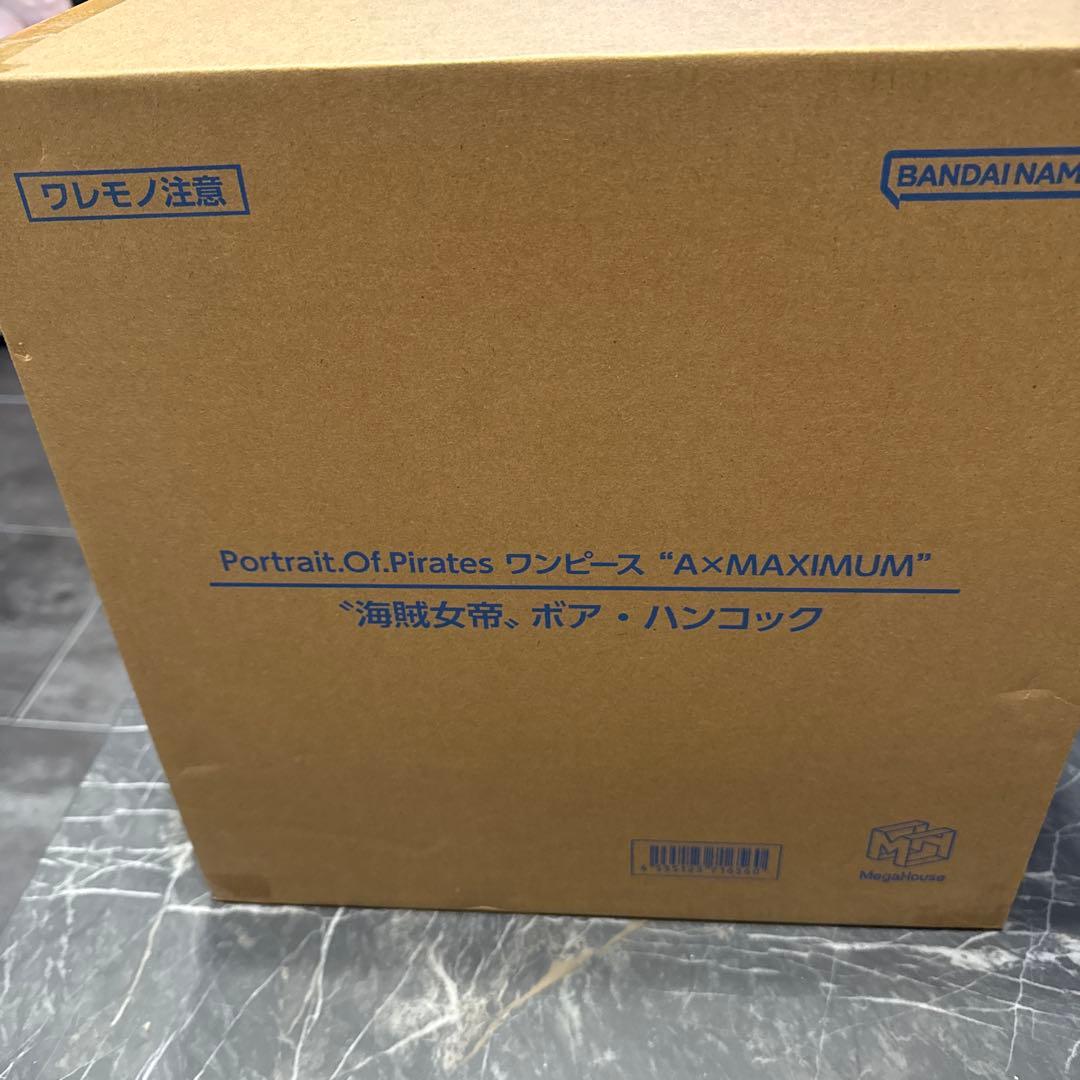 ワレモノ注意
BANDAI NAM
Portrait.Of.Pirates ワンピース “A×MAXIMUM”
〝海賊女帝〟ボア・ハンコック
MegaHouse